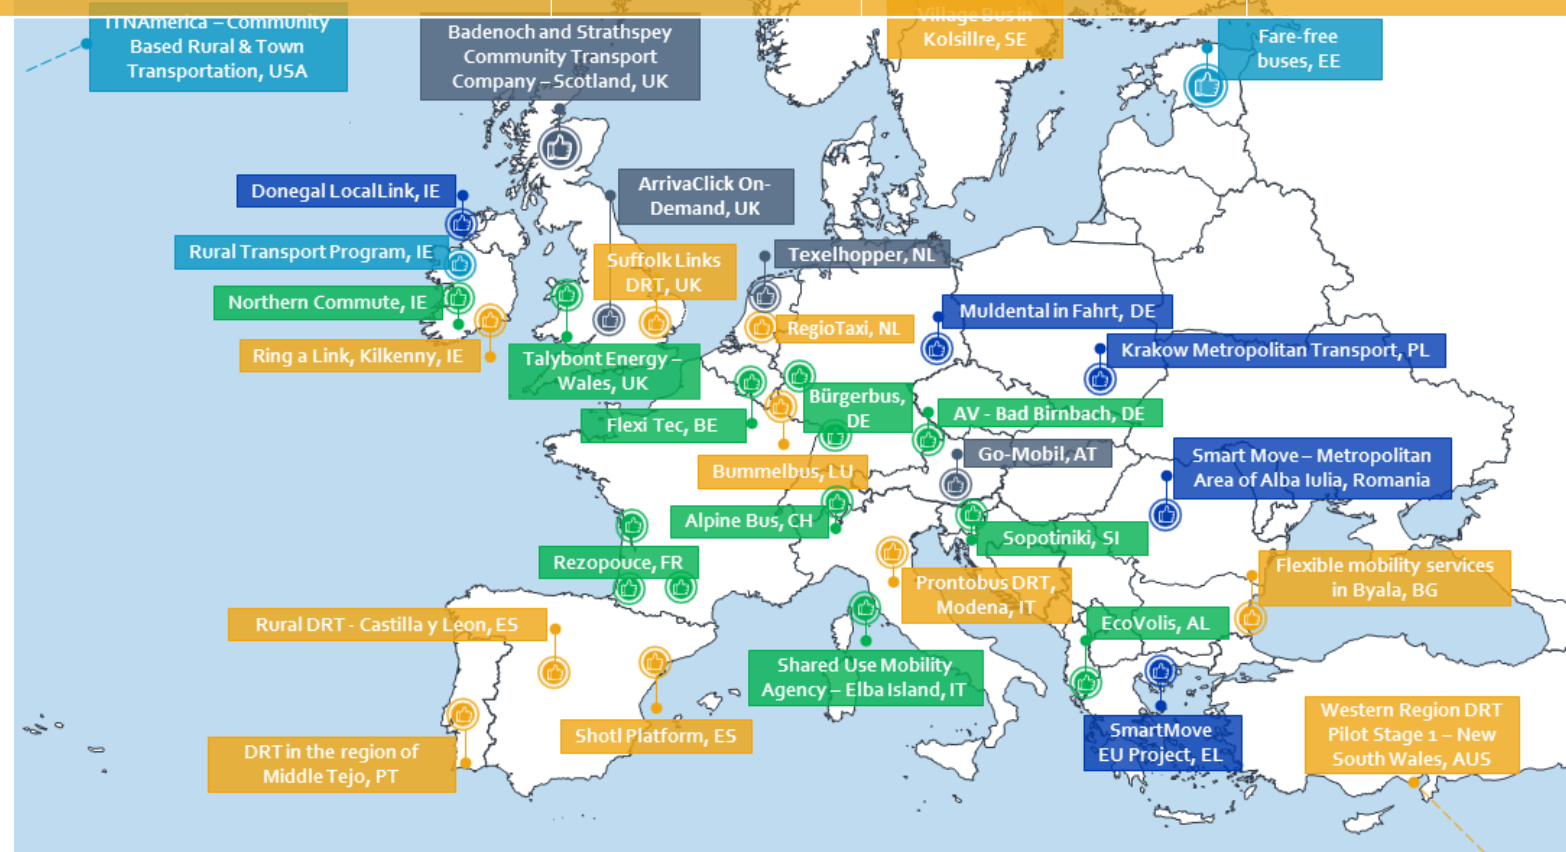 ITNAmerica – Community
Based Rural & Town
Transportation, USA
Badenoch and Strathspey
Community Transport
Company – Scotland, UK
Village Bus in
Kolsillre, SE
Fare-free
buses, EE
Donegal LocalLink, IE
ArrivaClick On-
Demand, UK
Rural Transport Program, IE
Suffolk Links
DRT, UK
Texelhopper, NL
Northern Commute, IE
Muldental in Fahrt, DE
RegioTaxi, NL
Ring a Link, Kilkenny, IE
Talybont Energy –
Wales, UK
Krakow Metropolitan Transport, PL
Bürgerbus,
DE
AV - Bad Birnbach, DE
Flexi Tec, BE
Go-Mobil, AT
Smart Move – Metropolitan
Area of Alba Iulia, Romania
Bummelbus, LU
Alpine Bus, CH
Sopotiniki, SI
Rezopouce, FR
Prontobus DRT,
Modena, IT
Flexible mobility services
in Byala, BG
Rural DRT - Castilla y Leon, ES
EcoVolis, AL
Shared Use Mobility
Agency – Elba Island, IT
Shotl Platform, ES
SmartMove
EU Project, EL
Western Region DRT
Pilot Stage 1 – New
South Wales, AUS
DRT in the region of
Middle Tejo, PT